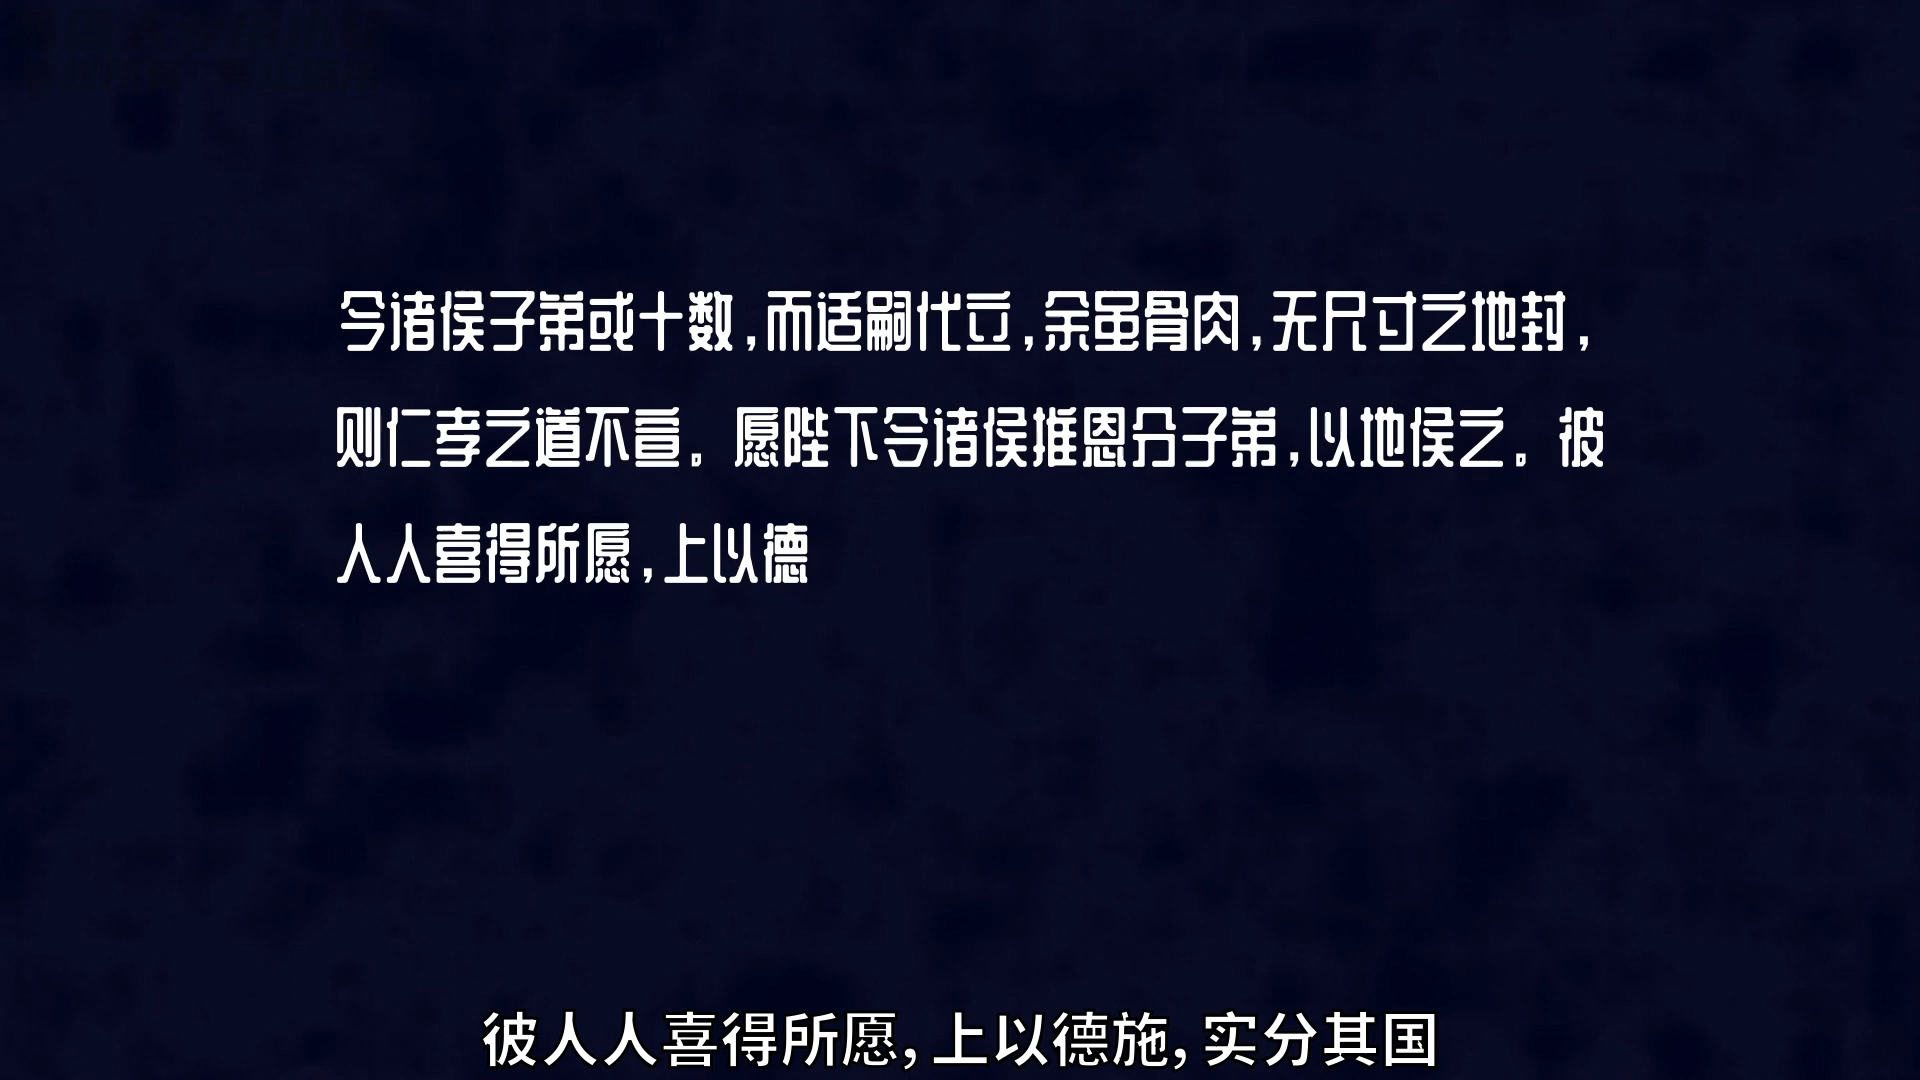 今诸侯子弟或十数,而适嗣代立,余虽骨肉,无尺寸之地封,
则仁孝之道不宣。愿陛下令诸侯推恩分子弟,以地侯之。彼
人人喜得所愿,上以德
彼人人喜得所愿,上以德施,实分其国